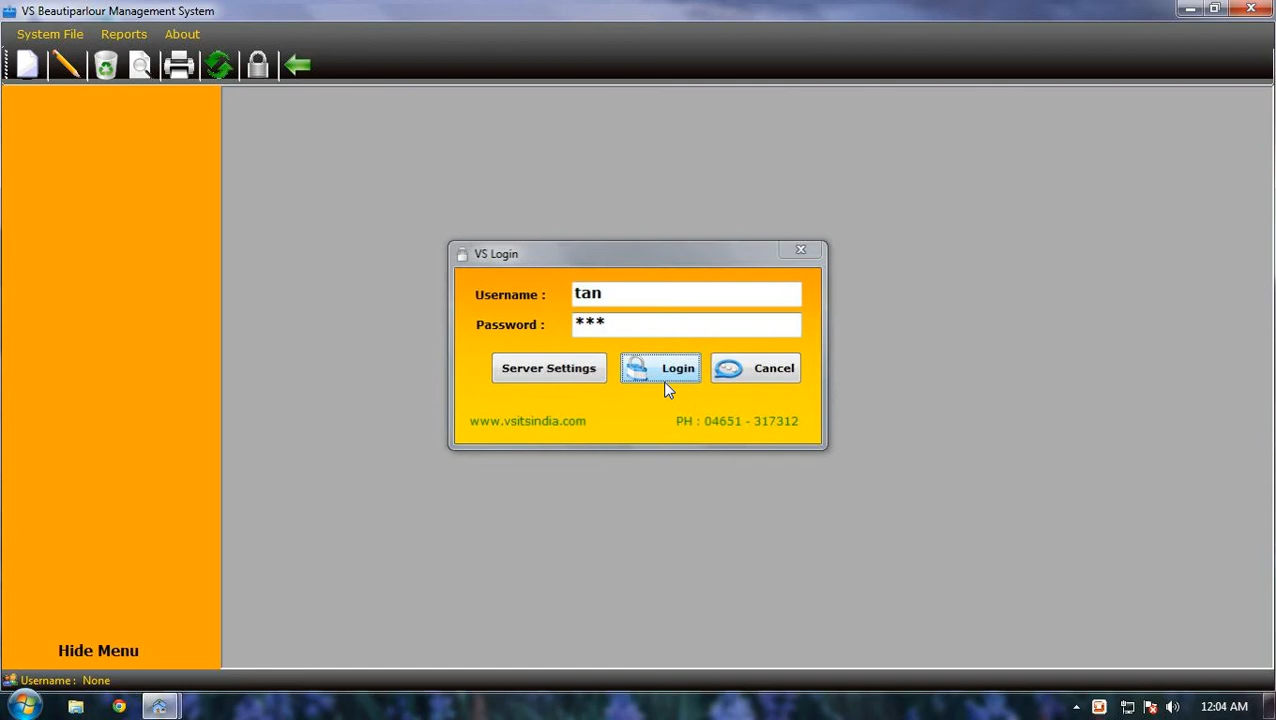 VS Beautiparlour Management System
System File Reports About
VS Login
Username : tan
Password : ***
Server Settings Login Cancel
www.vsitsindia.com PH : 04651 - 317312
Hide Menu
Username : None
12:04 AM